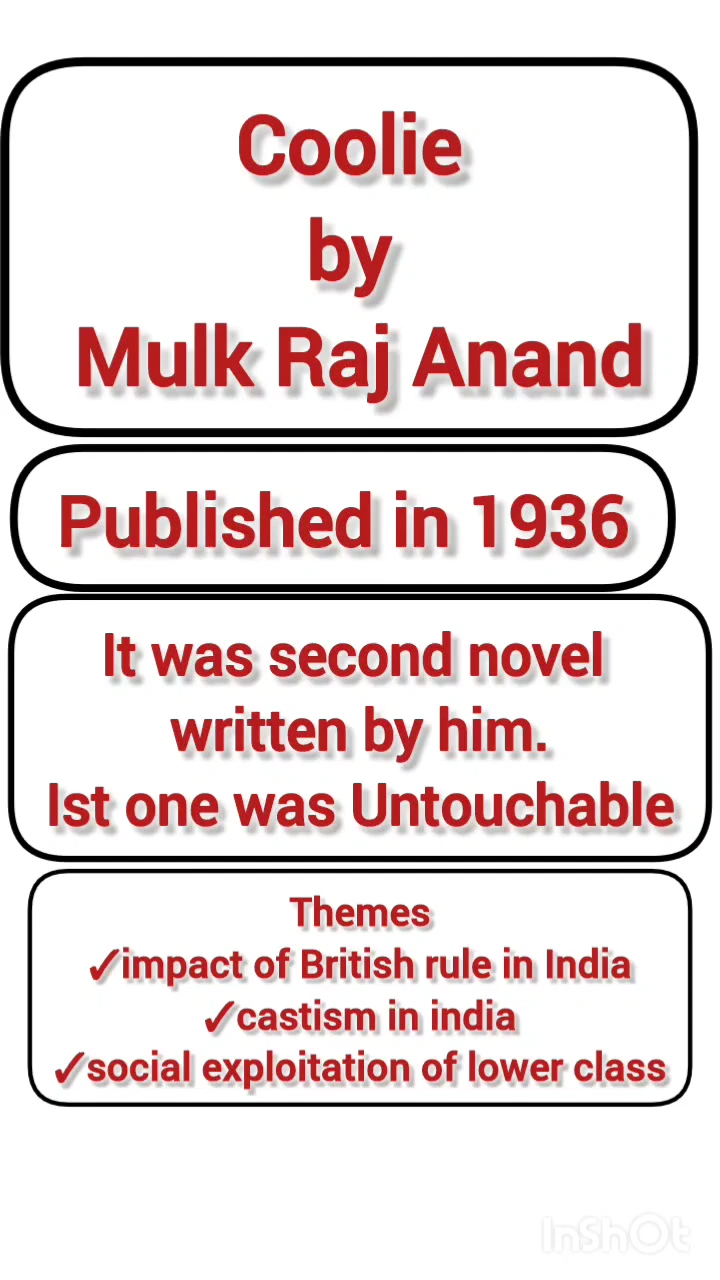 Coolie
by
Mulk Raj Anand
Published in 1936
It was second novel
written by him.
Ist one was Untouchable
Themes
✓impact of British rule in India
✓castism in india
✓social exploitation of lower class
InShOt